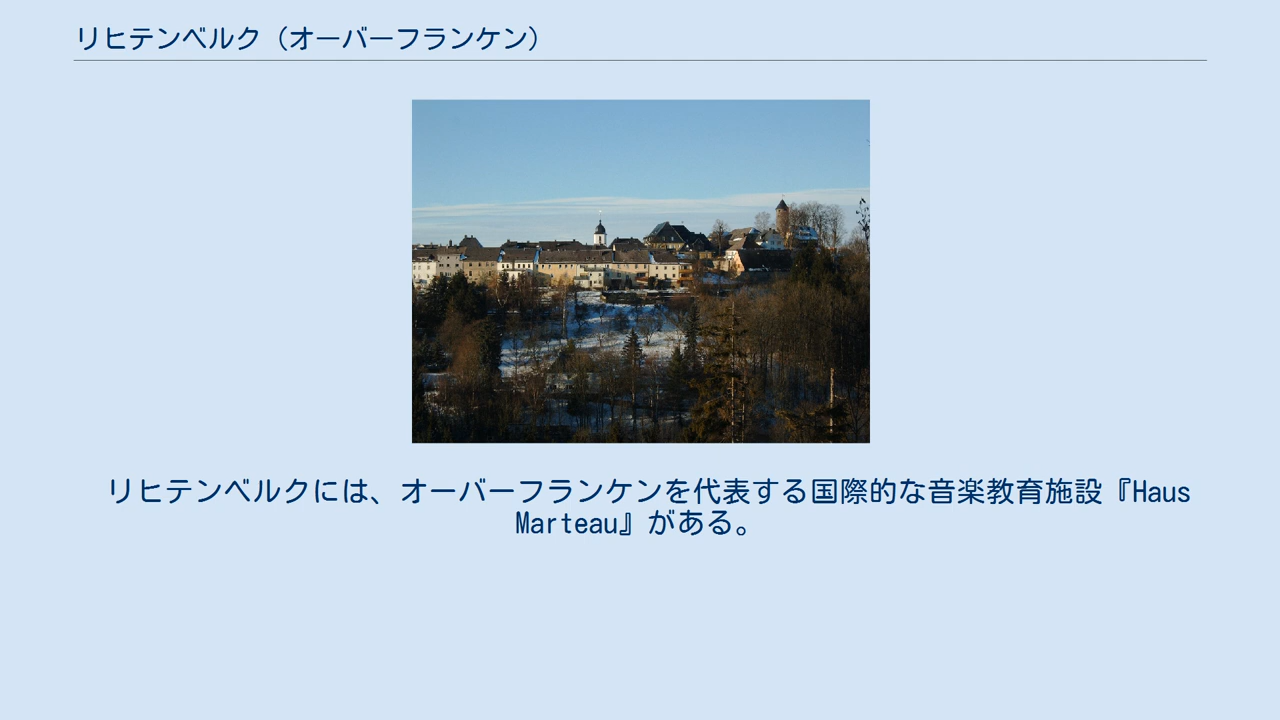 リヒテンベルク（オーバーフランケン）
リヒテンベルクには、オーバーフランケンを代表する国際的な音楽教育施設『Haus
Marteau』がある。